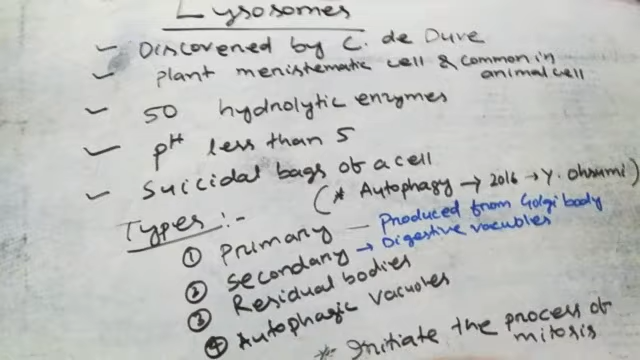 Lysosomes
~ Discovered by C. de Duve
~ plant meristematic cell & common in animal cell
~ 50 hydrolytic enzymes
~ pH less than 5
~ Suicidal bags of a cell
(* Autophagy → 2016 → Y. Ohsumi)
Types :-
① Primary — Produced from Golgi body
② Secondary → Digestive vacuoles
③ Residual bodies
④ Autophagic vacuoles
* Initiate the process of mitosis